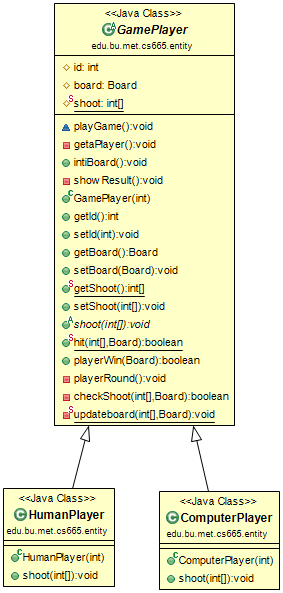 <<Java Class>>
GamePlayer
edu.bu.met.cs665.entity
id: int
board: Board
S shoot: int[]
playGame():void
getaPlayer():void
intiBoard():void
show Result():void
C GamePlayer(int)
getId():int
setId(int):void
getBoard():Board
setBoard(Board):void
S getShoot():int[]
setShoot(int[]):void
A shoot(int[]):void
S hit(int[],Board):boolean
playerWin(Board):boolean
playerRound():void
checkShoot(int[],Board):boolean
S updateboard(int[],Board):void
<<Java Class>>
C HumanPlayer
edu.bu.met.cs665.entity
C HumanPlayer(int)
shoot(int[]):void
<<Java Class>>
C ComputerPlayer
edu.bu.met.cs665.entity
C ComputerPlayer(int)
shoot(int[]):void